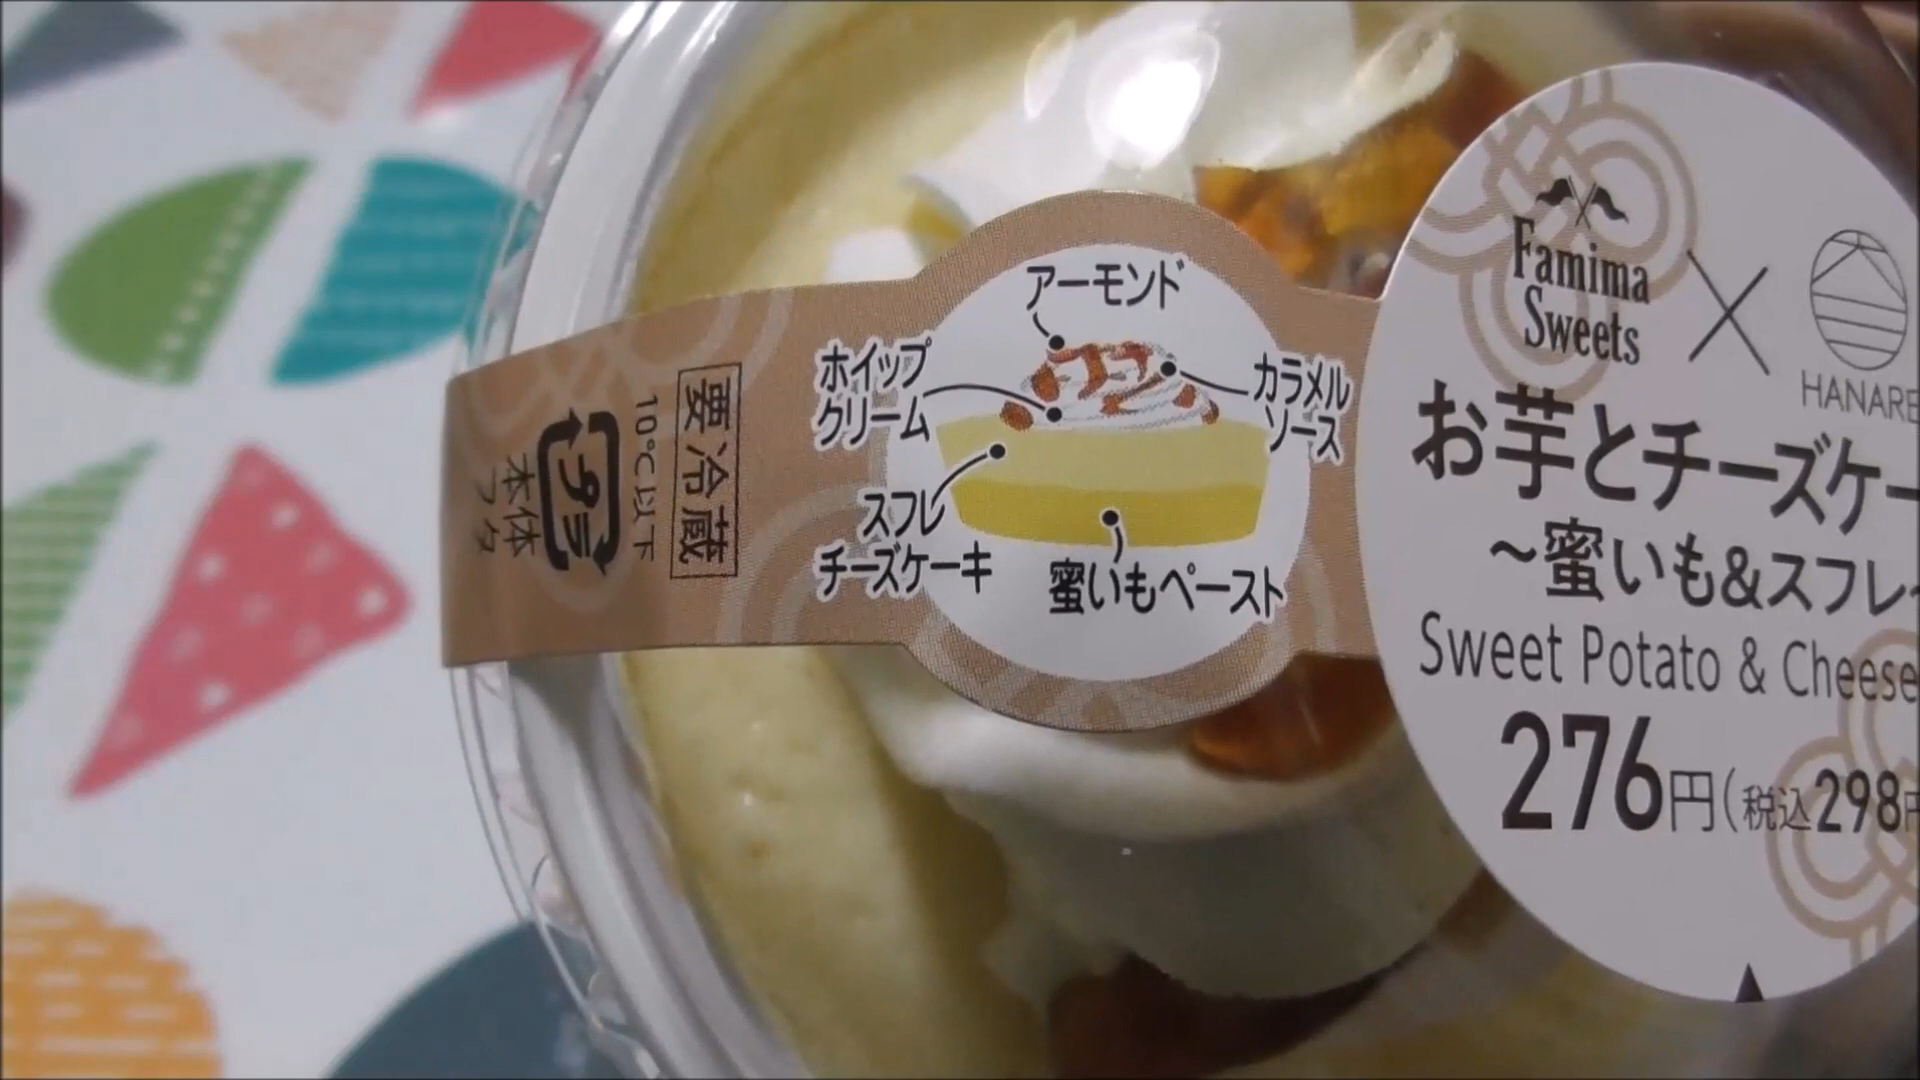 アーモンド
ホイップ
クリーム
カラメル
ソース
スフレ
チーズケーキ
蜜いもペースト
要冷蔵
10℃以下
プラ
本体
フタ
Famima
Sweets
HANARE
お芋とチーズケー
〜蜜いも&スフレ
Sweet Potato & Cheese
276円(税込298円